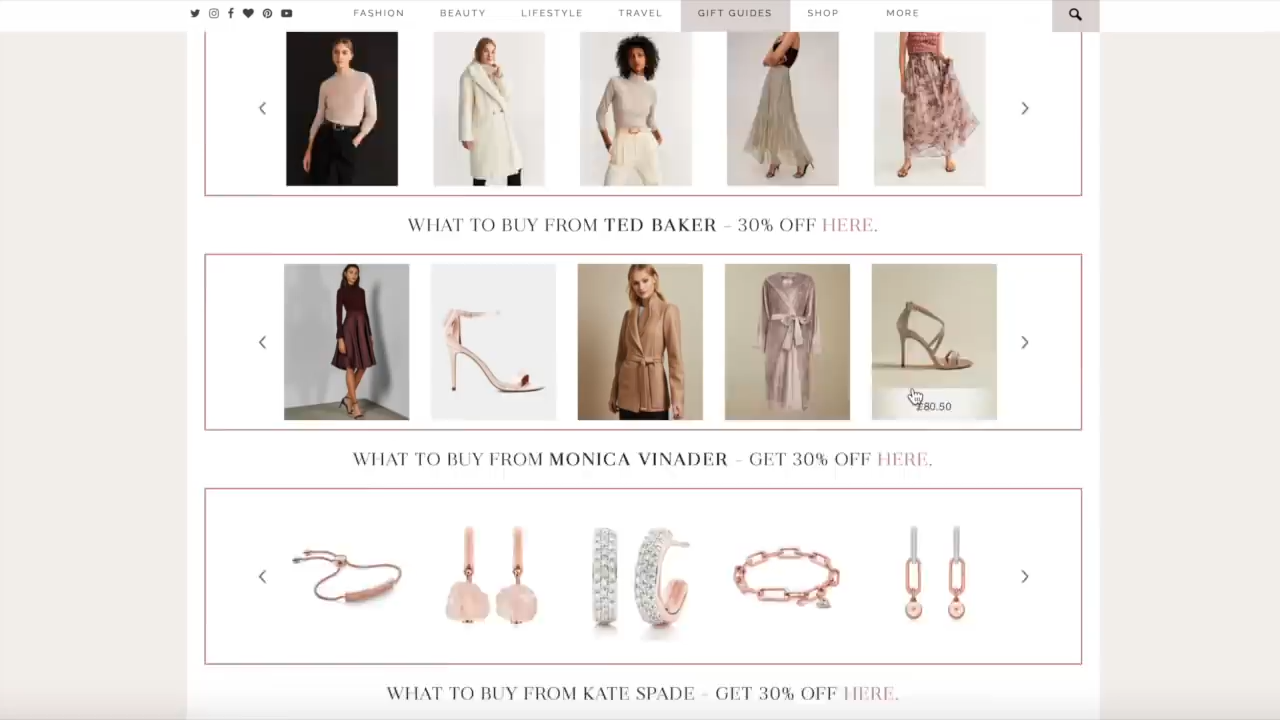 FASHION BEAUTY LIFESTYLE TRAVEL GIFT GUIDES SHOP MORE
WHAT TO BUY FROM TED BAKER – 30% OFF HERE.
£80.50
WHAT TO BUY FROM MONICA VINADER – GET 30% OFF HERE.
WHAT TO BUY FROM KATE SPADE – GET 30% OFF HERE.